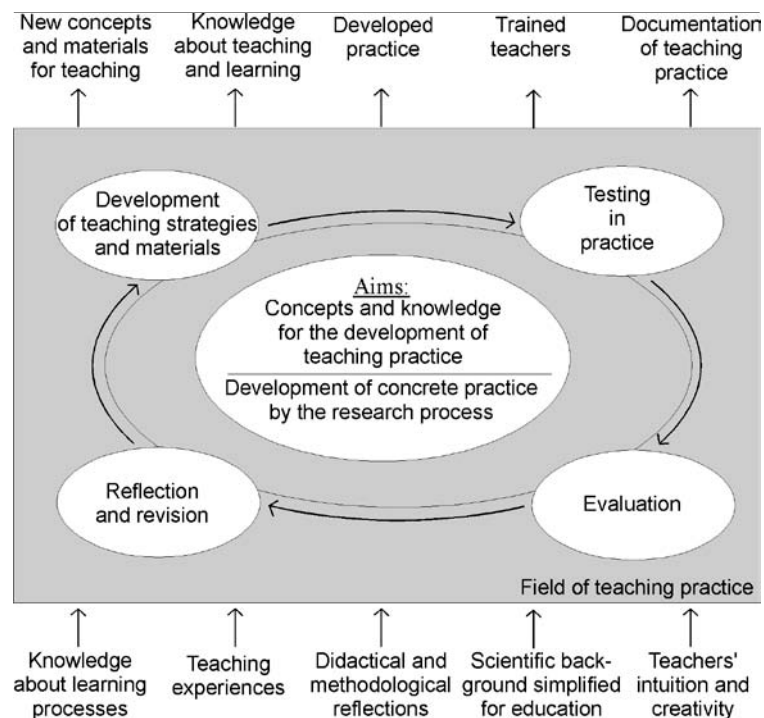 New concepts
and materials
for teaching
Knowledge
about teaching
and learning
Developed
practice
Trained
teachers
Documentation
of teaching
practice
Development
of teaching strategies
and materials
Testing
in
practice
Aims:
Concepts and knowledge
for the development of
teaching practice
Development of concrete practice
by the research process
Reflection
and revision
Evaluation
Field of teaching practice
Knowledge
about learning
processes
Teaching
experiences
Didactical and
methodological
reflections
Scientific back-
ground simplified
for education
Teachers'
intuition and
creativity